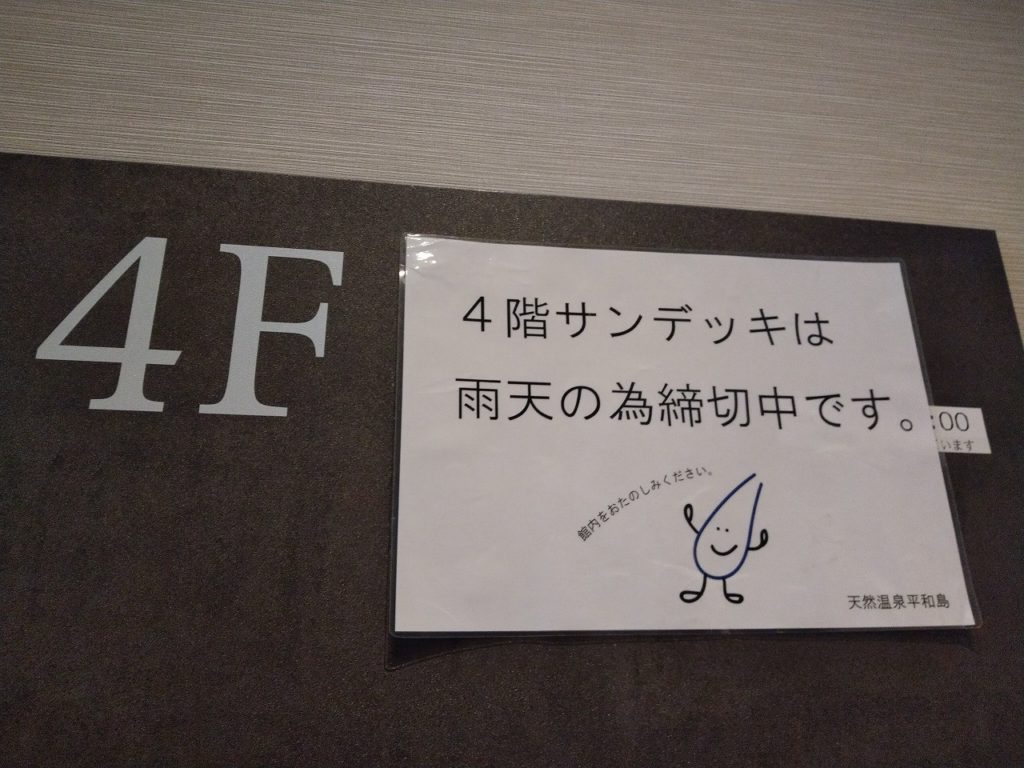 4F
４階サンデッキは
雨天の為締切中です。
:00
います
館内をおたのしみください。
天然温泉平和島